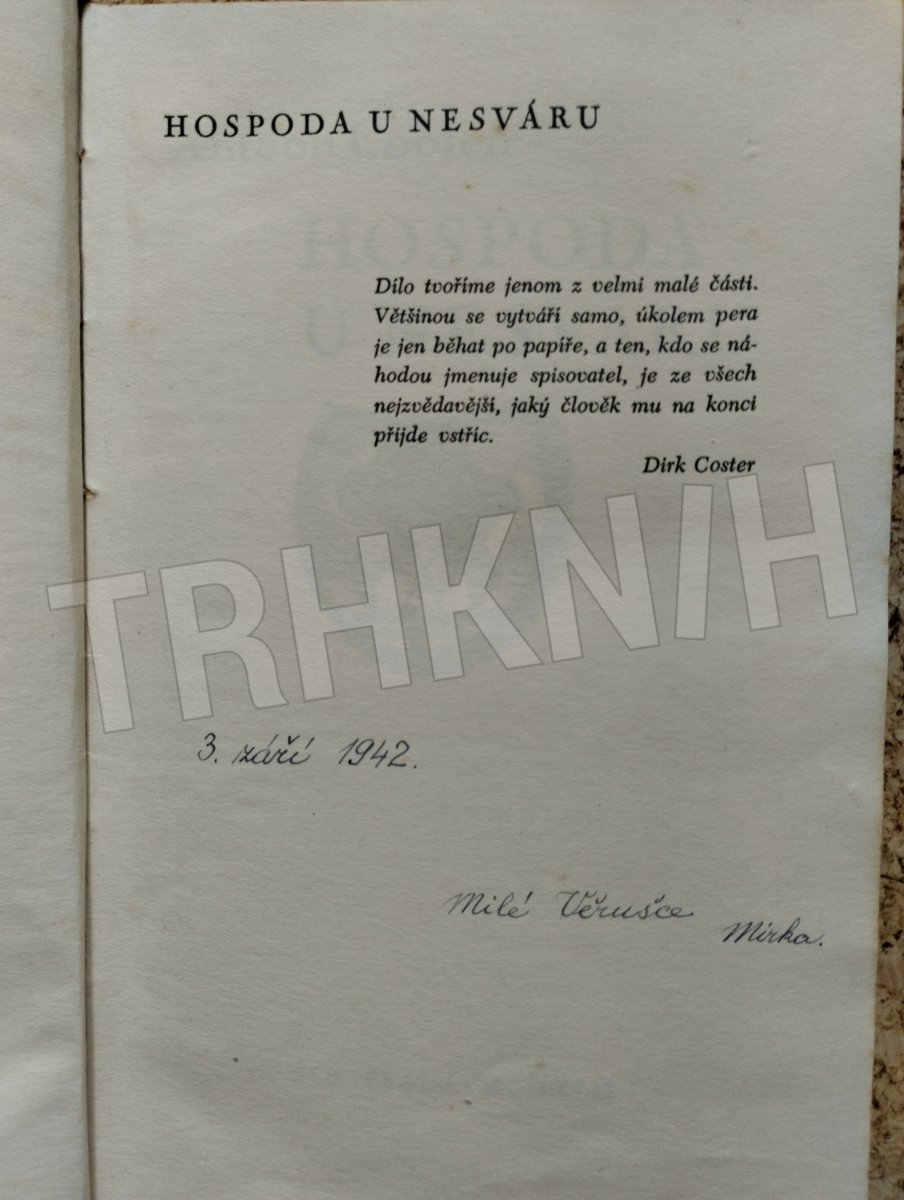 HOSPODA U NESVÁRU
HOSPODA
U
Dílo tvoříme jenom z velmi malé části.
Většinou se vytváří samo, úkolem pera
je jen běhat po papíře, a ten, kdo se ná-
hodou jmenuje spisovatel, je ze všech
nejzvědavější, jaký člověk mu na konci
přijde vstříc.
Dirk Coster
TRHKNIH
3. září 1942.
Milé Věrušce
Mirka.